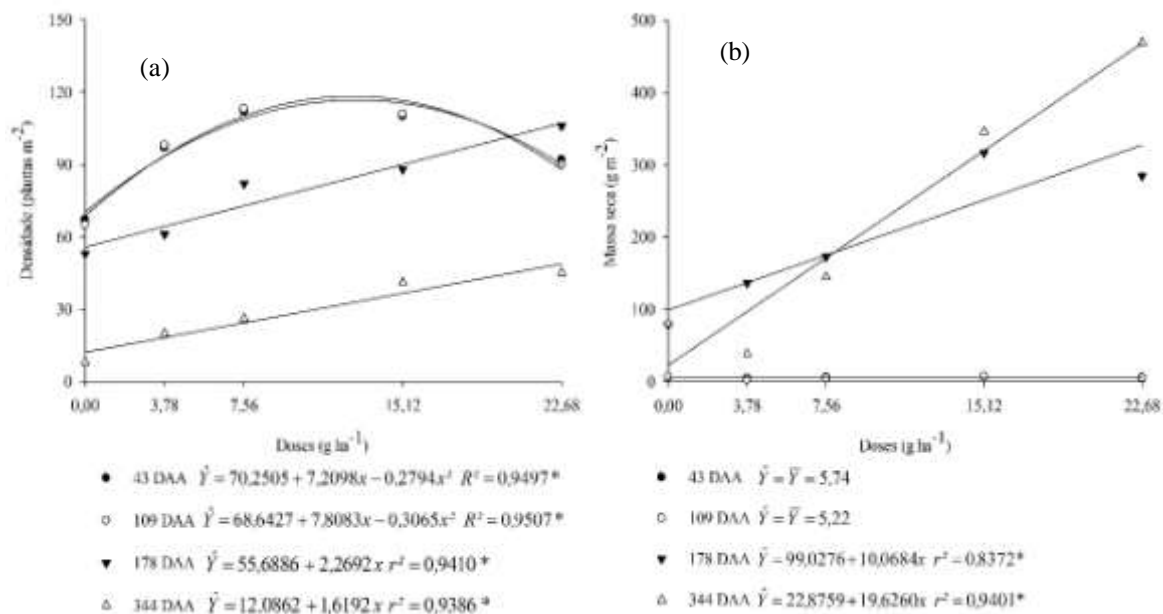 150
120
90
60
30
0
Densidade (plantas m⁻²)
(a)
0,00 3,78 7,56 15,12 22,68
Doses (g ha⁻¹)
● 43 DAA Ŷ = 70,2505 + 7,2098x − 0,2794x² R² = 0,9497*
○ 109 DAA Ŷ = 68,6427 + 7,8083x − 0,3065x² R² = 0,9507*
▼ 178 DAA Ŷ = 55,6886 + 2,2692x r² = 0,9410*
△ 344 DAA Ŷ = 12,0862 + 1,6192x r² = 0,9386*
500
400
300
200
100
0
Massa seca (g m⁻²)
(b)
0,00 3,78 7,56 15,12 22,68
Doses (g ha⁻¹)
● 43 DAA Ŷ = Y̅ = 5,74
○ 109 DAA Ŷ = Y̅ = 5,22
▼ 178 DAA Ŷ = 99,0276 + 10,0684x r² = 0,8372*
△ 344 DAA Ŷ = 22,8759 + 19,6260x r² = 0,9401*